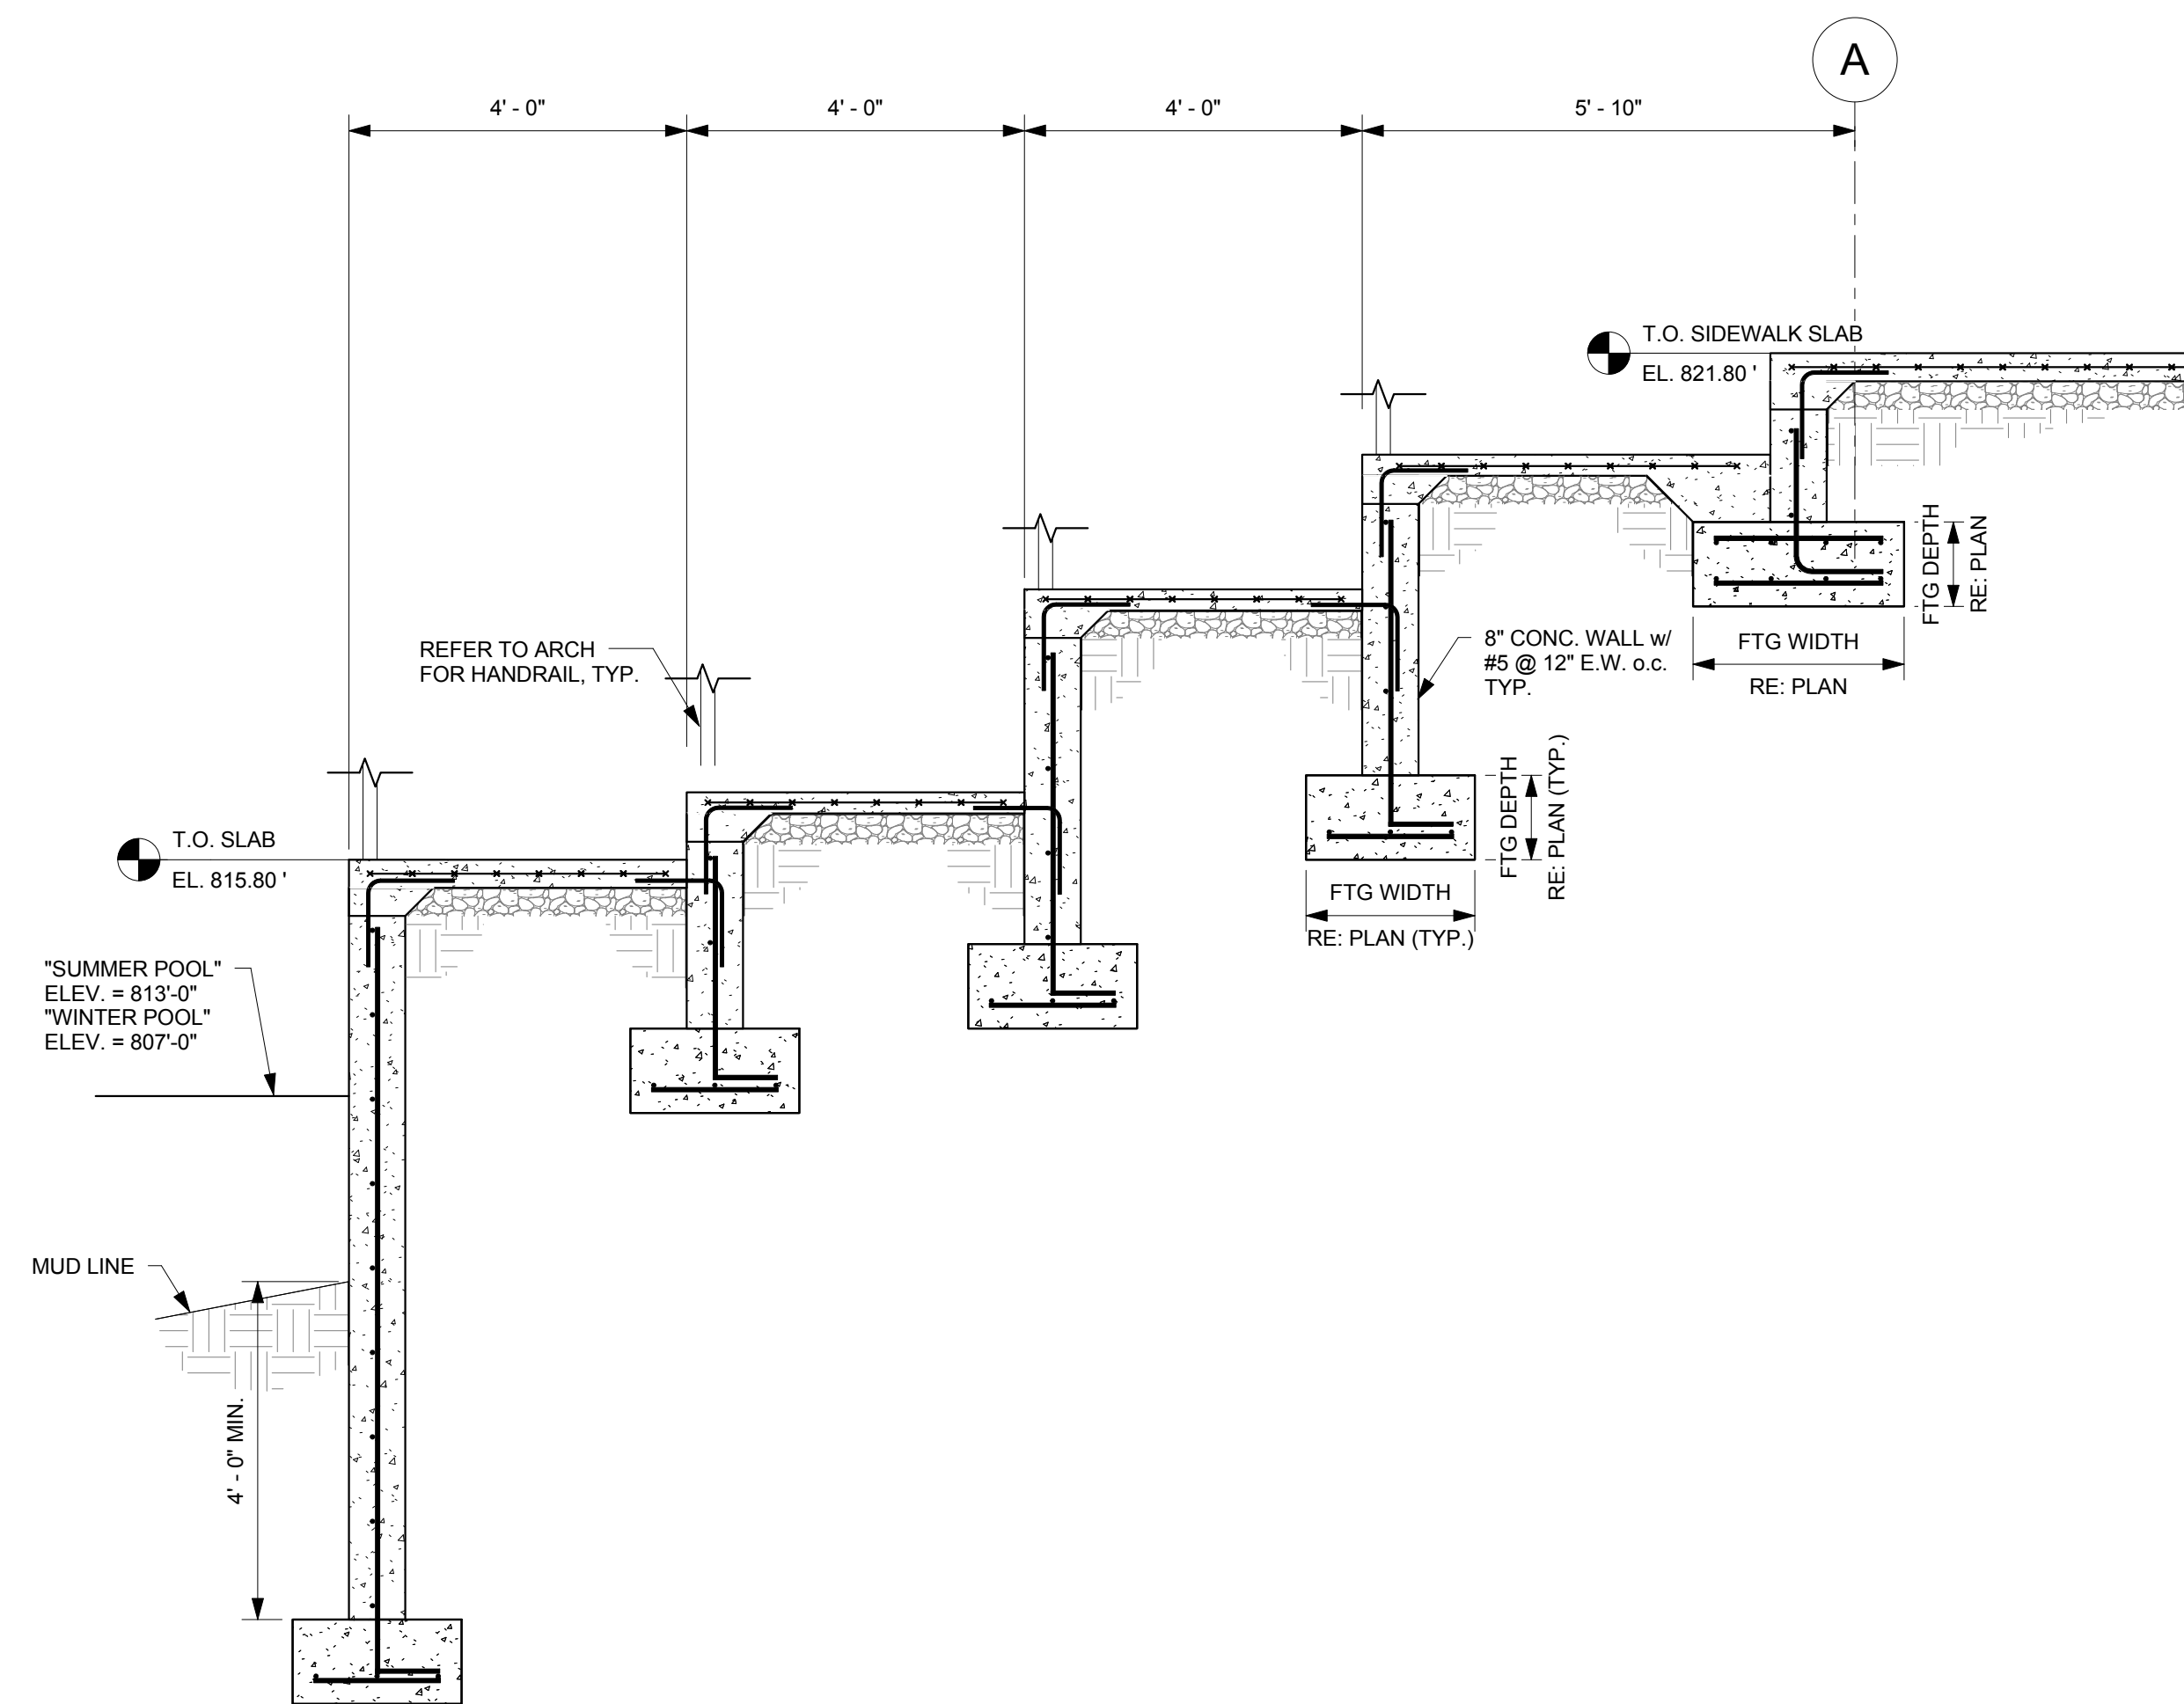 A
4' - 0"
4' - 0"
4' - 0"
5' - 10"
T.O. SIDEWALK SLAB
EL. 821.80 '
REFER TO ARCH
FOR HANDRAIL, TYP.
8" CONC. WALL w/
#5 @ 12" E.W. o.c.
TYP.
FTG DEPTH
RE: PLAN
FTG WIDTH
RE: PLAN
T.O. SLAB
EL. 815.80 '
FTG DEPTH
RE: PLAN (TYP.)
FTG WIDTH
RE: PLAN (TYP.)
"SUMMER POOL"
ELEV. = 813'-0"
"WINTER POOL"
ELEV. = 807'-0"
MUD LINE
4' - 0" MIN.